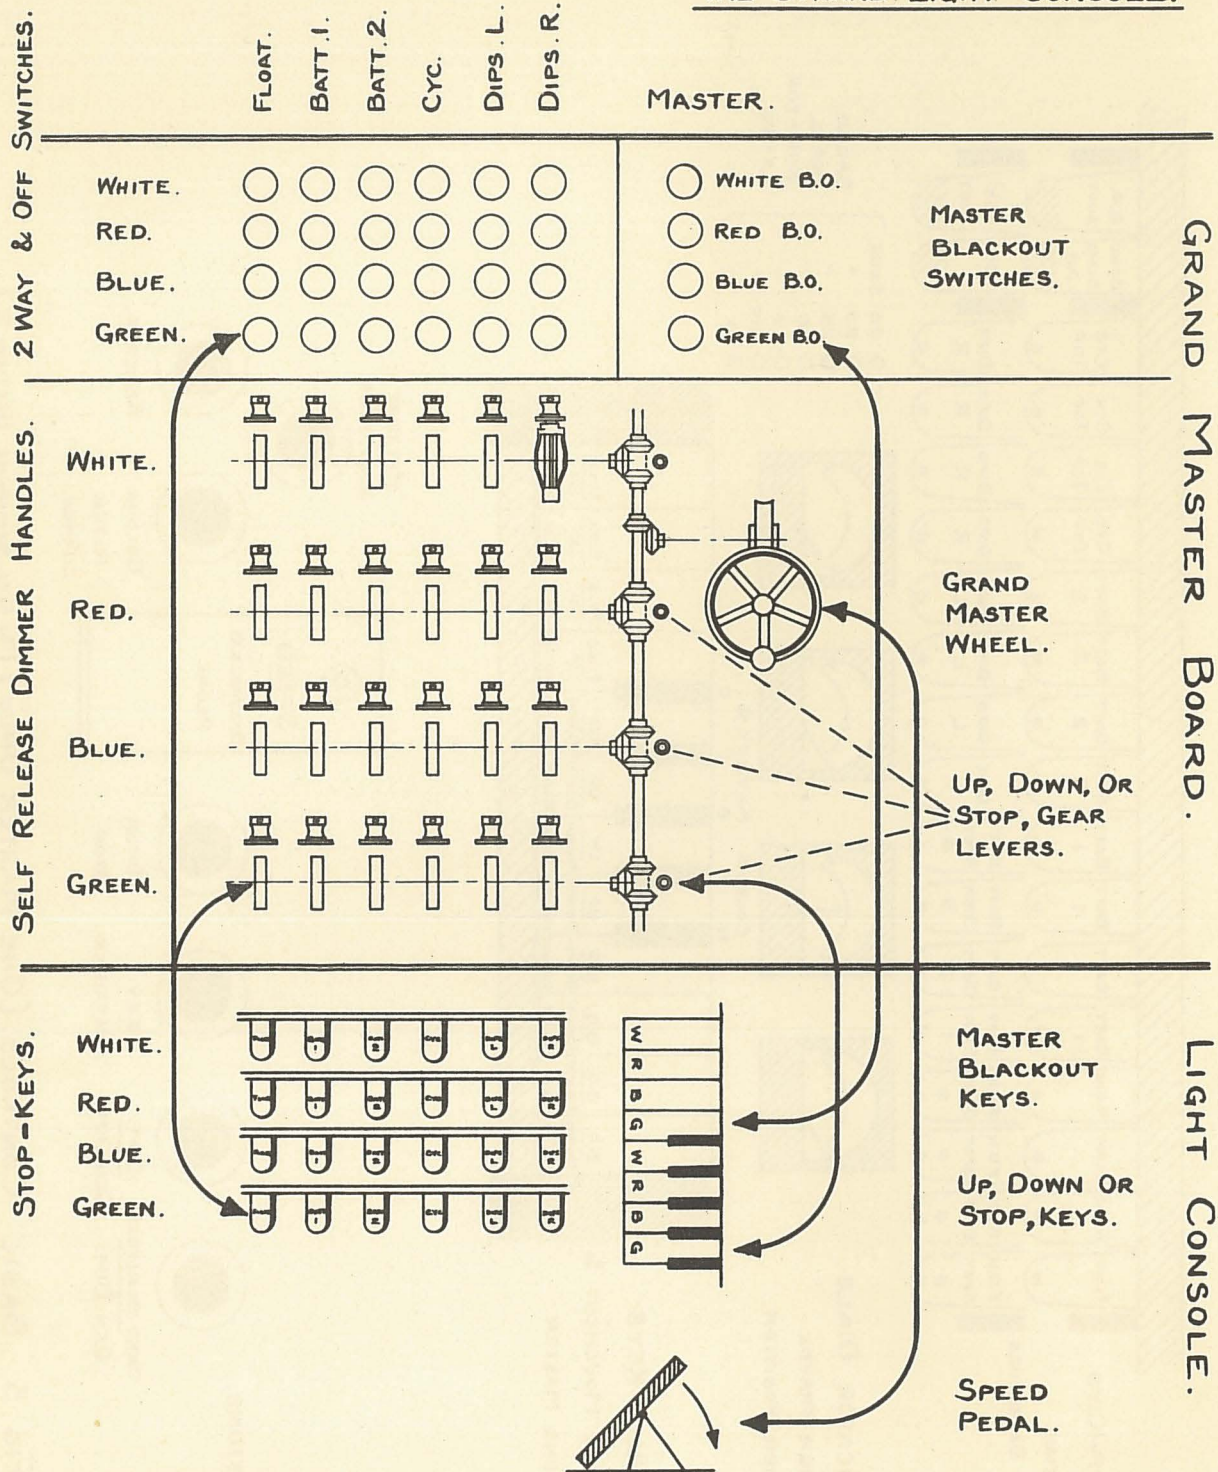 LIGHT CONSOLE.
2 WAY & OFF SWITCHES.
FLOAT.
BATT. 1.
BATT. 2.
CYC.
DIPS. L.
DIPS. R.
MASTER.
WHITE.
RED.
BLUE.
GREEN.
WHITE B.O.
RED B.O.
BLUE B.O.
GREEN B.O.
MASTER
BLACKOUT
SWITCHES.
GRAND MASTER BOARD.
SELF RELEASE DIMMER HANDLES.
WHITE.
RED.
BLUE.
GREEN.
GRAND
MASTER
WHEEL.
UP, DOWN, OR
STOP, GEAR
LEVERS.
STOP-KEYS.
WHITE.
RED.
BLUE.
GREEN.
W
R
B
G
W
R
B
G
MASTER
BLACKOUT
KEYS.
UP, DOWN OR
STOP, KEYS.
LIGHT CONSOLE.
SPEED
PEDAL.